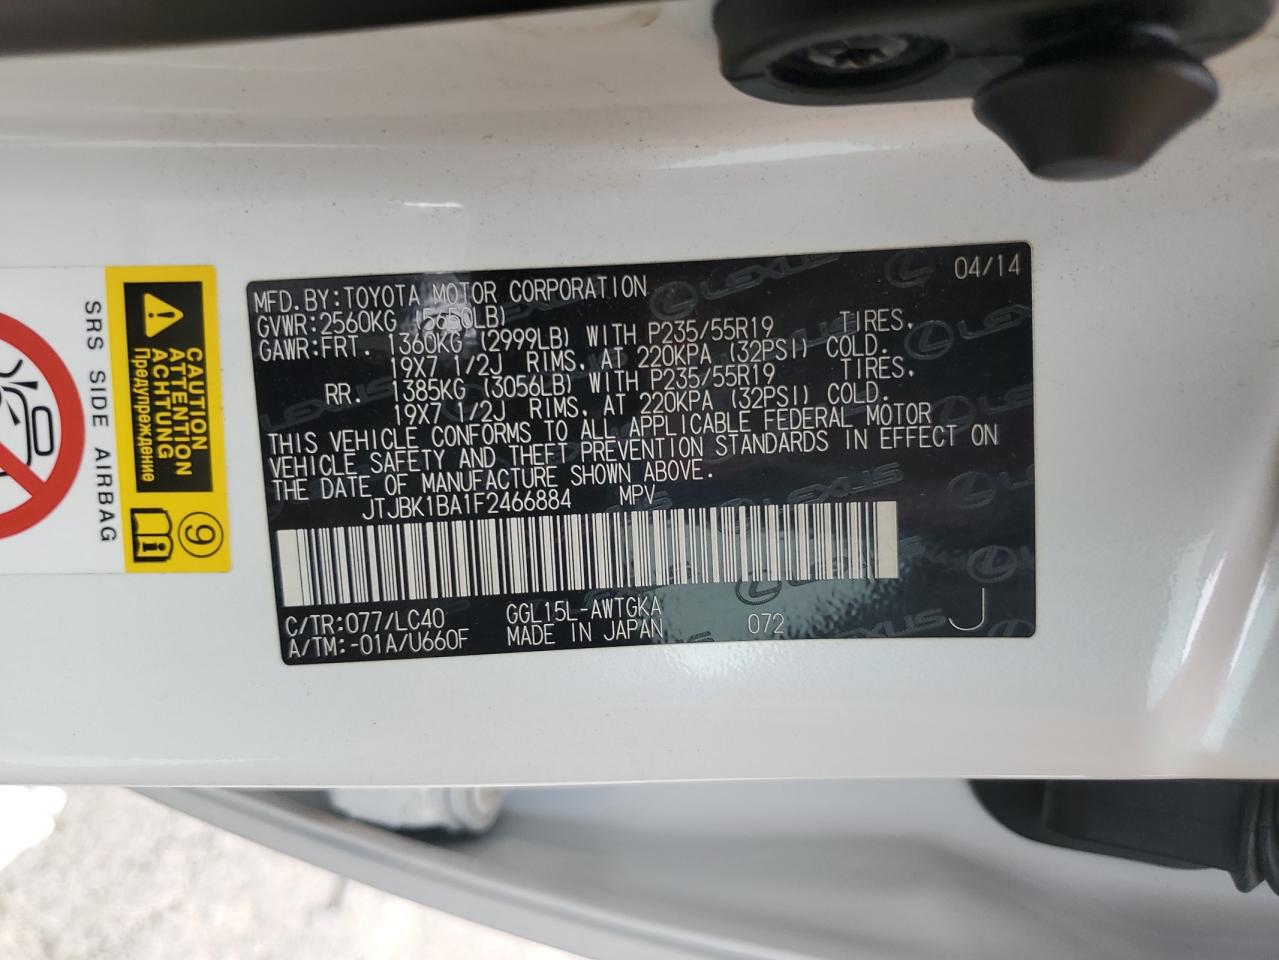 04/14
MFD.BY:TOYOTA MOTOR CORPORATION
GVWR:2560KG (5650LB)
GAWR:FRT. 1360KG (2999LB) WITH P235/55R19 TIRES,
19X7 1/2J RIMS, AT 220KPA (32PSI) COLD.
RR. 1385KG (3056LB) WITH P235/55R19 TIRES,
19X7 1/2J RIMS, AT 220KPA (32PSI) COLD.
THIS VEHICLE CONFORMS TO ALL APPLICABLE FEDERAL MOTOR
VEHICLE SAFETY AND THEFT PREVENTION STANDARDS IN EFFECT ON
THE DATE OF MANUFACTURE SHOWN ABOVE.
JTJBK1BA1F2466884 MPV
C/TR:077/LC40 GGL15L-AWTGKA
A/TM:-01A/U660F MADE IN JAPAN 072 J
CAUTION
ATTENTION
ACHTUNG
Предупреждение
9
SRS SIDE AIRBAG
LEXUS
LEXUS
LEXUS
LEXUS